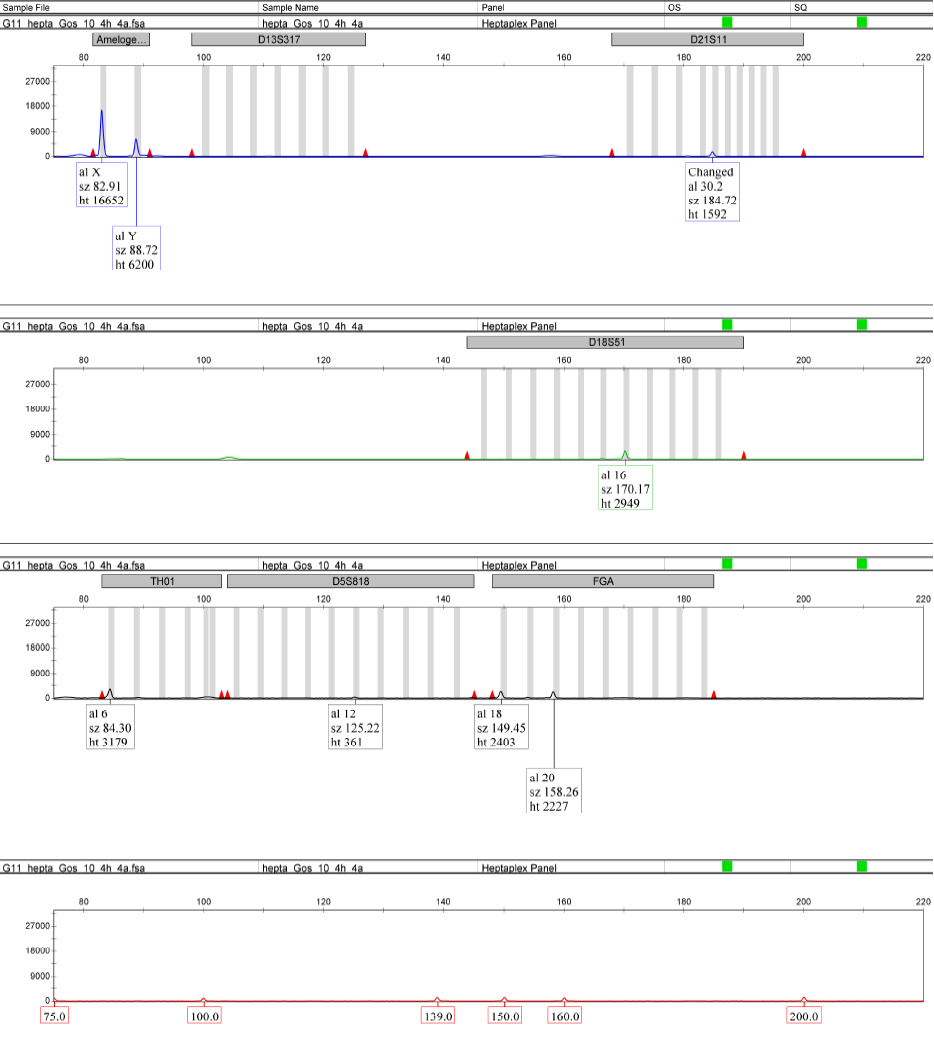 Sample File Sample Name Panel OS SQ
G11_hepta_Gos_10_4h_4a.fsa hepta_Gos_10_4h_4a Heptaplex Panel
Ameloge... D13S317 D21S11
80 100 120 140 160 180 200 220
27000
18000
9000
0
al X
sz 82.91
ht 16652
al Y
sz 88.72
ht 6200
Changed
al 30.2
sz 184.72
ht 1592
G11_hepta_Gos_10_4h_4a.fsa hepta_Gos_10_4h_4a Heptaplex Panel
D18S51
80 100 120 140 160 180 200 220
27000
18000
9000
0
al 16
sz 170.17
ht 2949
G11_hepta_Gos_10_4h_4a.fsa hepta_Gos_10_4h_4a Heptaplex Panel
TH01 D5S818 FGA
80 100 120 140 160 180 200 220
27000
18000
9000
0
al 6
sz 84.30
ht 3179
al 12
sz 125.22
ht 361
al 18
sz 149.45
ht 2403
al 20
sz 158.26
ht 2227
G11_hepta_Gos_10_4h_4a.fsa hepta_Gos_10_4h_4a Heptaplex Panel
80 100 120 140 160 180 200 220
27000
18000
9000
0
75.0 100.0 139.0 150.0 160.0 200.0